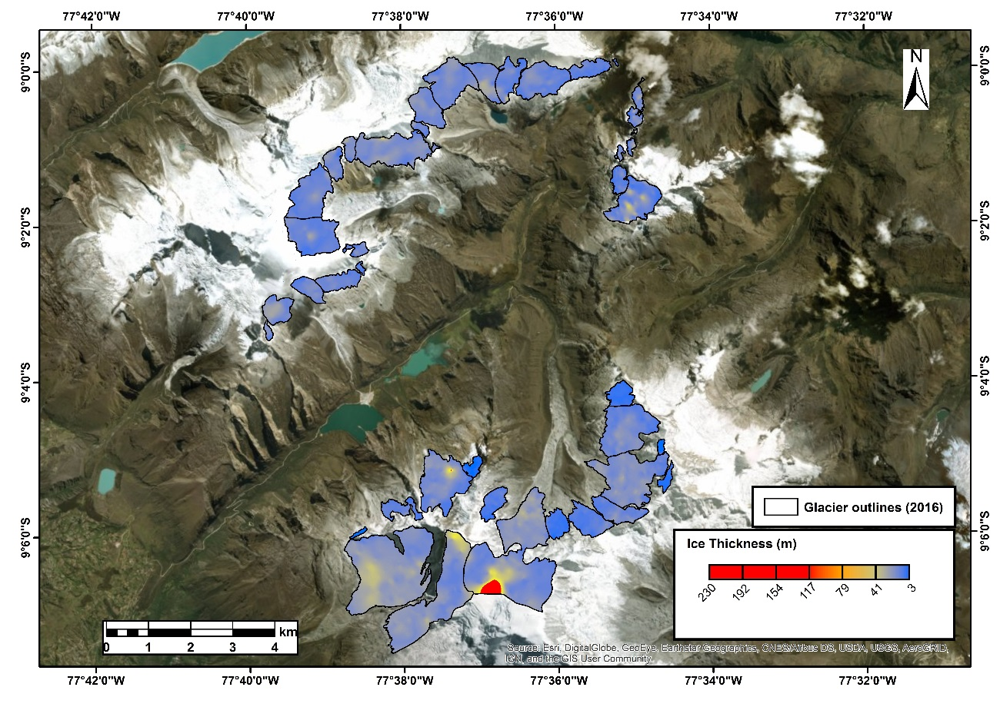 77°42'0"W 77°40'0"W 77°38'0"W 77°36'0"W 77°34'0"W 77°32'0"W
9°0'0"S 9°0'0"S
N
9°2'0"S 9°2'0"S
9°4'0"S 9°4'0"S
9°6'0"S 9°6'0"S
Glacier outlines (2016)
Ice Thickness (m)
230 192 154 117 79 41 3
km
0 1 2 3 4
Source: Esri, DigitalGlobe, GeoEye, Earthstar Geographics, CNES/Airbus DS, USDA, USGS, AeroGRID,
IGN, and the GIS User Community
77°42'0"W 77°40'0"W 77°38'0"W 77°36'0"W 77°34'0"W 77°32'0"W